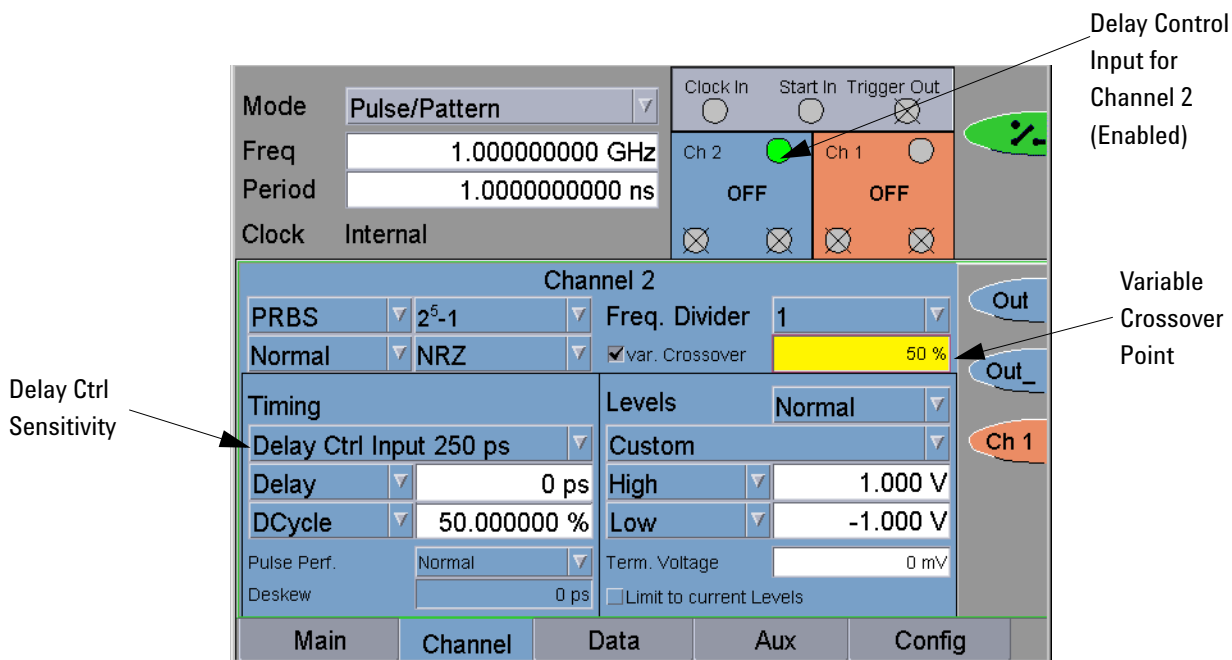 Delay Control
Input for
Channel 2
(Enabled)
Mode Pulse/Pattern
Freq 1.000000000 GHz
Period 1.0000000000 ns
Clock Internal
Clock In Start In Trigger Out
Ch 2 Ch 1
OFF OFF
Channel 2
PRBS 2⁵-1 Freq. Divider 1
Normal NRZ var. Crossover 50 %
Out
Out_
Ch 1
Variable
Crossover
Point
Delay Ctrl
Sensitivity
Timing
Delay Ctrl Input 250 ps
Delay 0 ps
DCycle 50.000000 %
Pulse Perf. Normal
Deskew 0 ps
Levels Normal
Custom
High 1.000 V
Low -1.000 V
Term. Voltage 0 mV
Limit to current Levels
Main Channel Data Aux Config